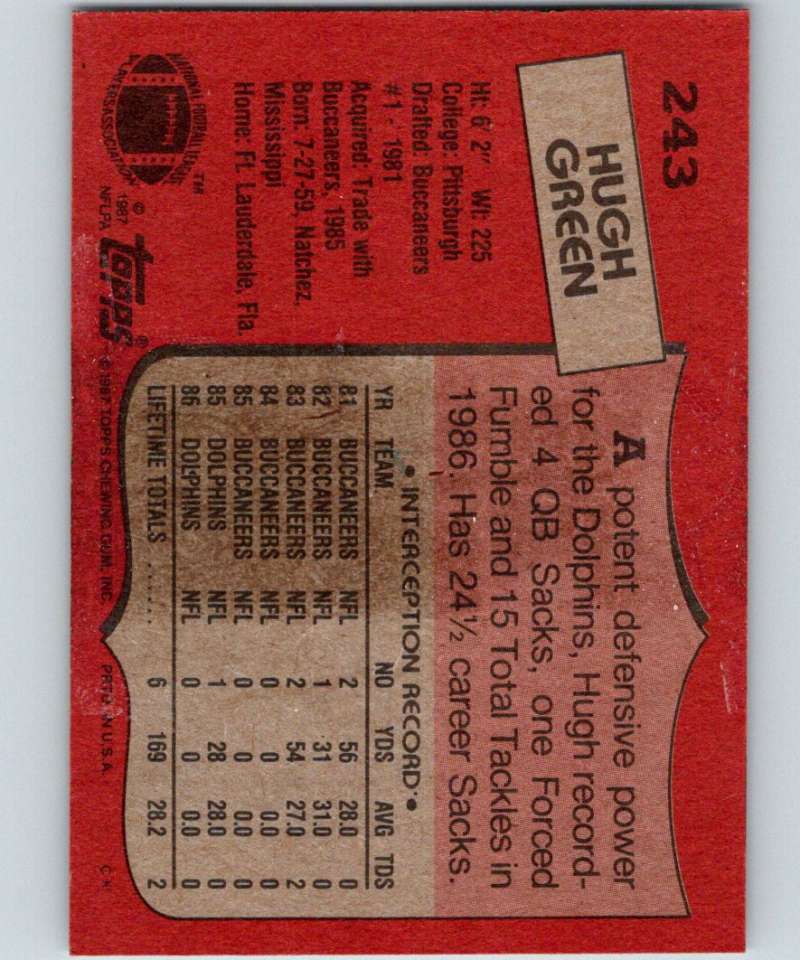 243
HUGH
GREEN
Ht: 6' 2" Wt: 225
College: Pittsburgh
Drated: Buccaneers
#1 - 1981
Acquired: Trade with
Buccaneers, 1985
Born: 7-27-59, Natchez,
Mississippi
Home: Ft. Lauderdale, Fla.
NATIONAL FOOTBALL LEAGUE
PLAYERS ASSOCIATION
TM
© 1987
NFLPA
Topps®
A potent defensive power
for the Dolphins, Hugh record-
ed 4 QB Sacks, one Forced
Fumble and 15 Total Tackles in
1986. Has 24½ career Sacks.
• INTERCEPTION RECORD •
YR TEAM NO YDS AVG TDS
81 BUCCANEERS NFL 2 56 28.0 0
82 BUCCANEERS NFL 1 31 31.0 0
83 BUCCANEERS NFL 2 54 27.0 2
84 BUCCANEERS NFL 0 0 0.0 0
85 BUCCANEERS NFL 0 0 0.0 0
85 DOLPHINS NFL 1 28 28.0 0
86 DOLPHINS NFL 0 0 0.0 0
LIFETIME TOTALS ...... 6 169 28.2 2
© 1987 TOPPS CHEWING GUM, INC. PRTD. IN U.S.A.